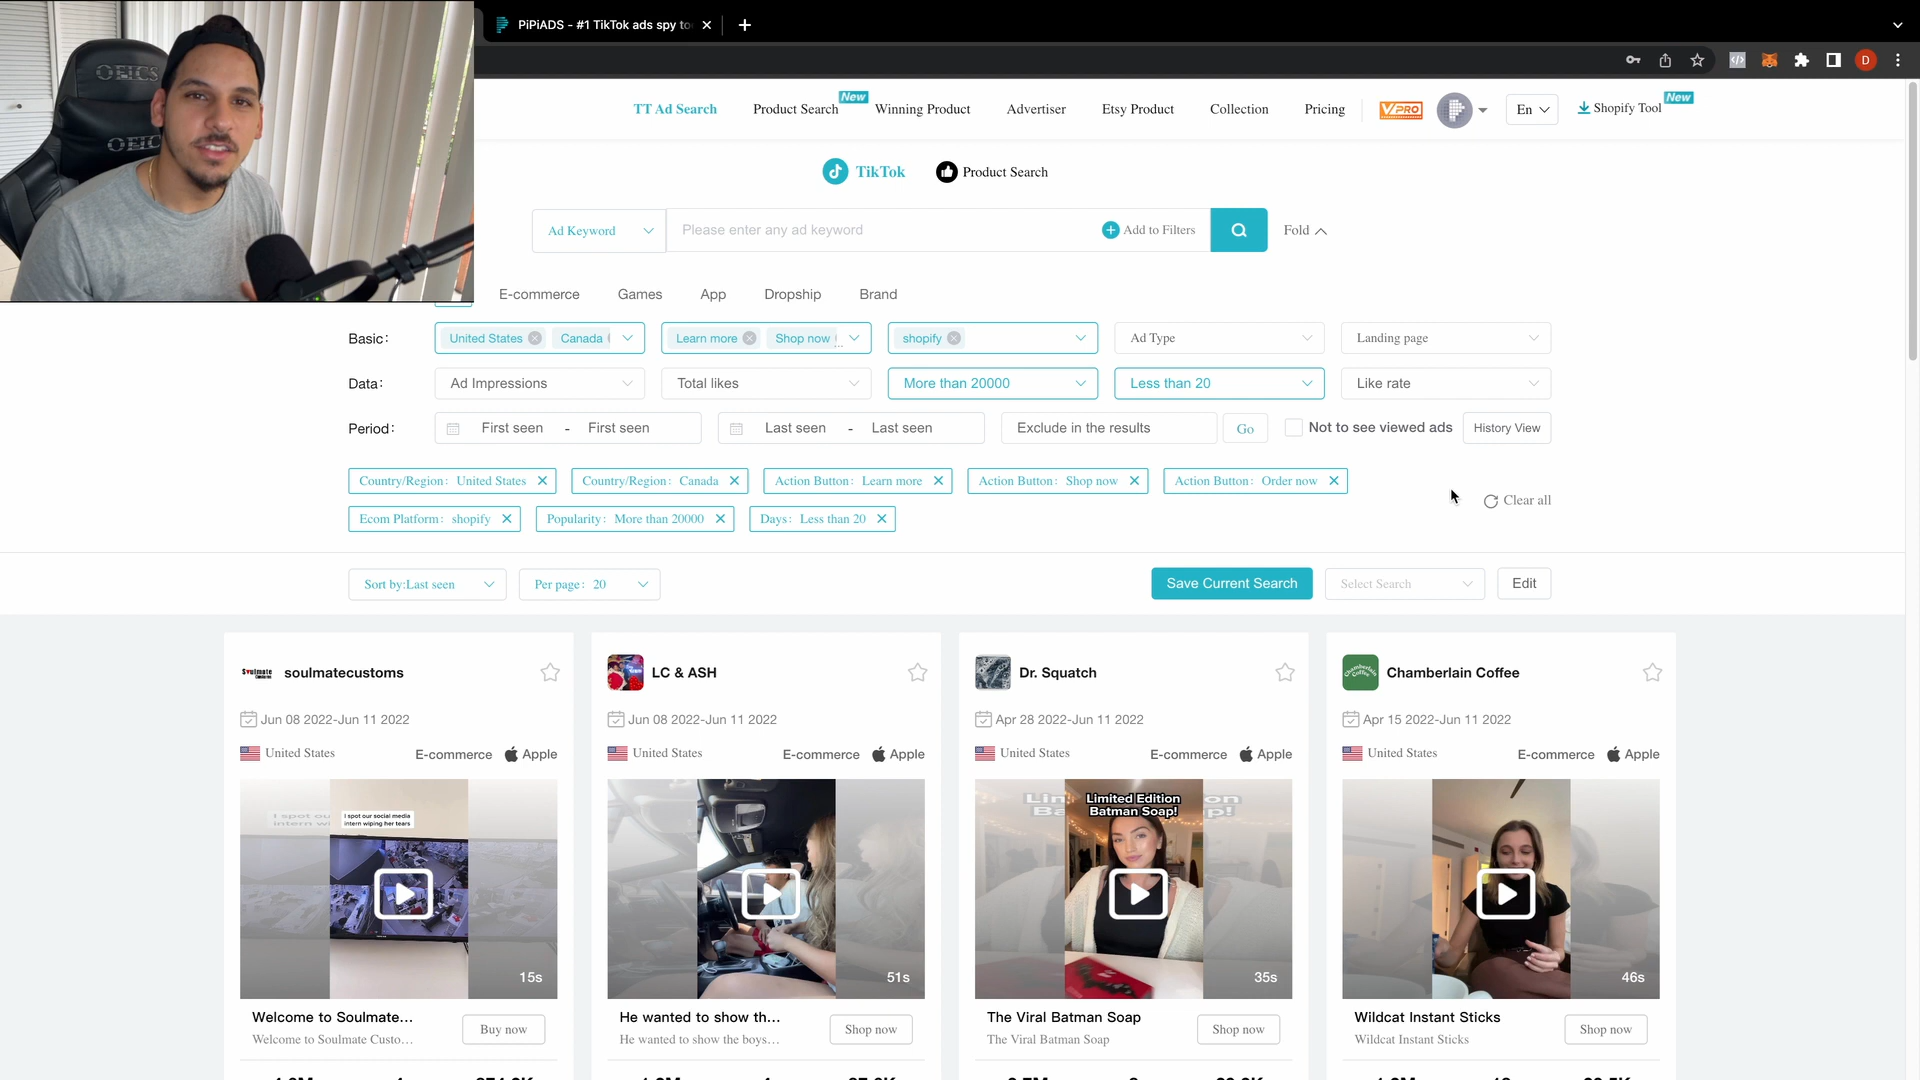 PiPiADS - #1 TikTok ads spy to
D
TT Ad Search
Product Search
New
Winning Product
Advertiser
Etsy Product
Collection
Pricing
VPRO
En
Shopify Tool
New
TikTok
Product Search
Ad Keyword
Please enter any ad keyword
Add to Filters
Fold
E-commerce
Games
App
Dropship
Brand
Basic:
United States
Canada
Learn more
Shop now
...
shopify
Ad Type
Landing page
Data:
Ad Impressions
Total likes
More than 20000
Less than 20
Like rate
Period:
First seen - First seen
Last seen - Last seen
Exclude in the results
Go
Not to see viewed ads
History View
Country/Region: United States
Country/Region: Canada
Action Button: Learn more
Action Button: Shop now
Action Button: Order now
Clear all
Ecom Platform: shopify
Popularity: More than 20000
Days: Less than 20
Sort by:Last seen
Per page: 20
Save Current Search
Select Search
Edit
soulmatecustoms
Jun 08 2022-Jun 11 2022
United States
E-commerce
Apple
I spot our social media
intern wiping her tears
15s
Welcome to Soulmate...
Welcome to Soulmate Custo...
Buy now
LC & ASH
Jun 08 2022-Jun 11 2022
United States
E-commerce
Apple
51s
He wanted to show th...
He wanted to show the boys...
Shop now
Dr. Squatch
Apr 28 2022-Jun 11 2022
United States
E-commerce
Apple
Limited Edition
Batman Soap!
35s
The Viral Batman Soap
The Viral Batman Soap
Shop now
Chamberlain Coffee
Apr 15 2022-Jun 11 2022
United States
E-commerce
Apple
46s
Wildcat Instant Sticks
Wildcat Instant Sticks
Shop now